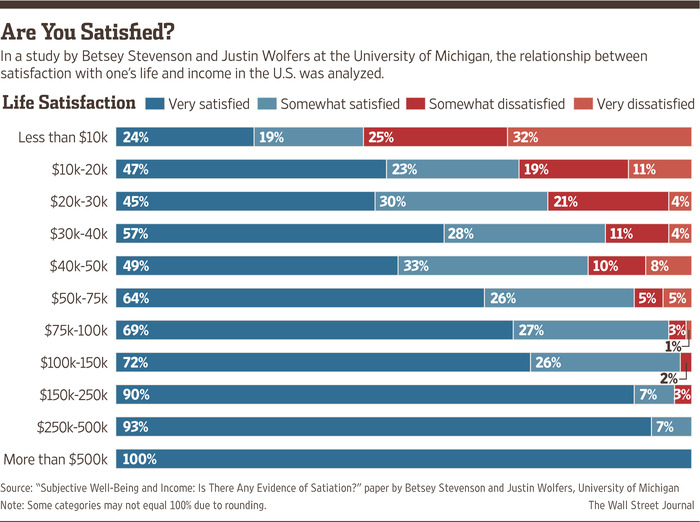 Are You Satisfied?
In a study by Betsey Stevenson and Justin Wolfers at the University of Michigan, the relationship between
satisfaction with one's life and income in the U.S. was analyzed.
Life Satisfaction Very satisfied Somewhat satisfied Somewhat dissatisfied Very dissatisfied
Less than $10k 24% 19% 25% 32%
$10k-20k 47% 23% 19% 11%
$20k-30k 45% 30% 21% 4%
$30k-40k 57% 28% 11% 4%
$40k-50k 49% 33% 10% 8%
$50k-75k 64% 26% 5% 5%
$75k-100k 69% 27% 3%
1%
$100k-150k 72% 26%
2%
$150k-250k 90% 7% 3%
$250k-500k 93% 7%
More than $500k 100%
Source: "Subjective Well-Being and Income: Is There Any Evidence of Satiation?" paper by Betsey Stevenson and Justin Wolfers, University of Michigan
Note: Some categories may not equal 100% due to rounding. The Wall Street Journal